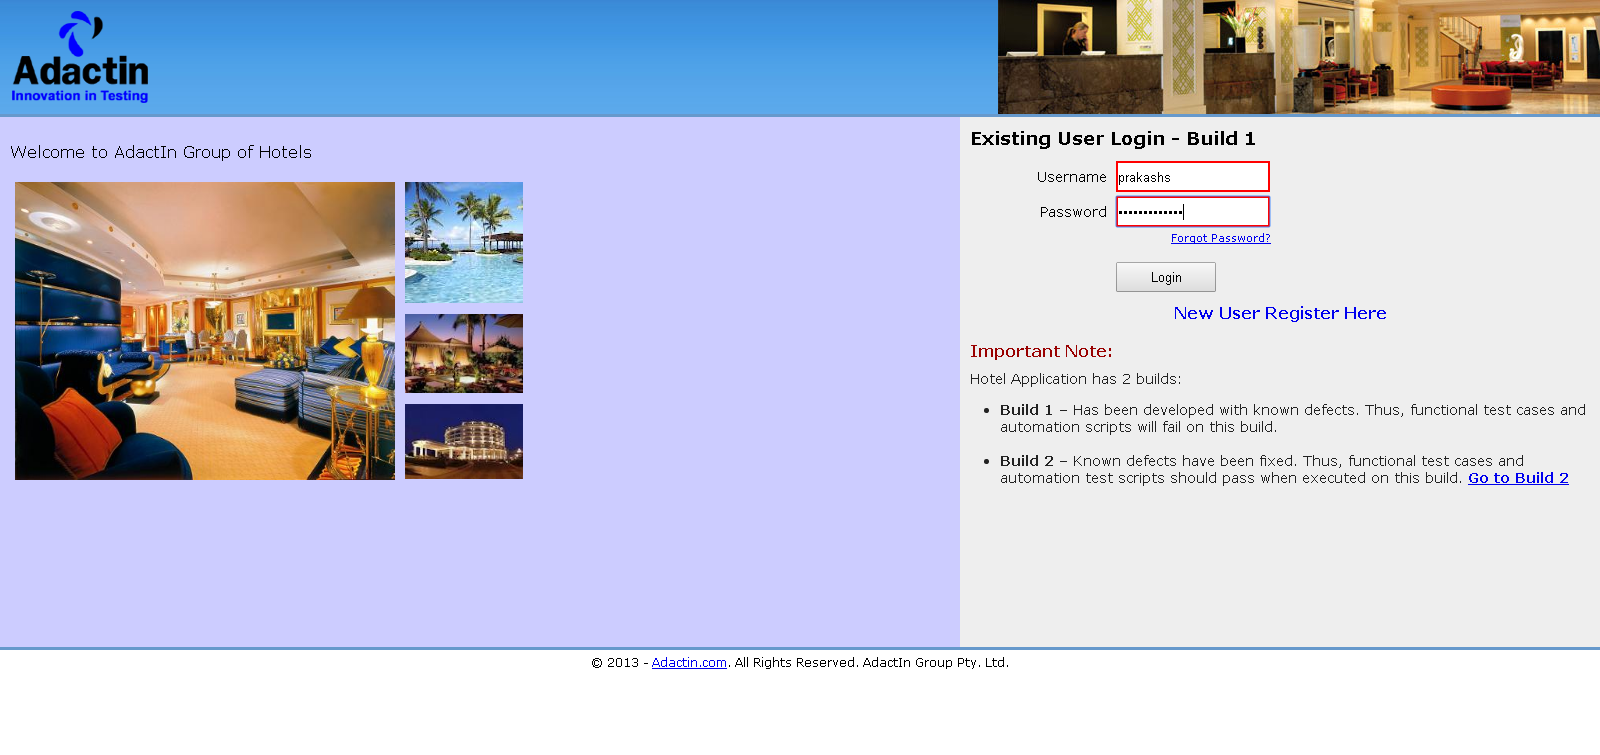 Adactin
Innovation in Testing
Welcome to AdactIn Group of Hotels
Existing User Login - Build 1
Username prakashs
Password •••••••••••••
Forgot Password?
Login
New User Register Here
Important Note:
Hotel Application has 2 builds:
• Build 1 – Has been developed with known defects. Thus, functional test cases and
automation scripts will fail on this build.
• Build 2 – Known defects have been fixed. Thus, functional test cases and
automation test scripts should pass when executed on this build. Go to Build 2
© 2013 - Adactin.com. All Rights Reserved. AdactIn Group Pty. Ltd.